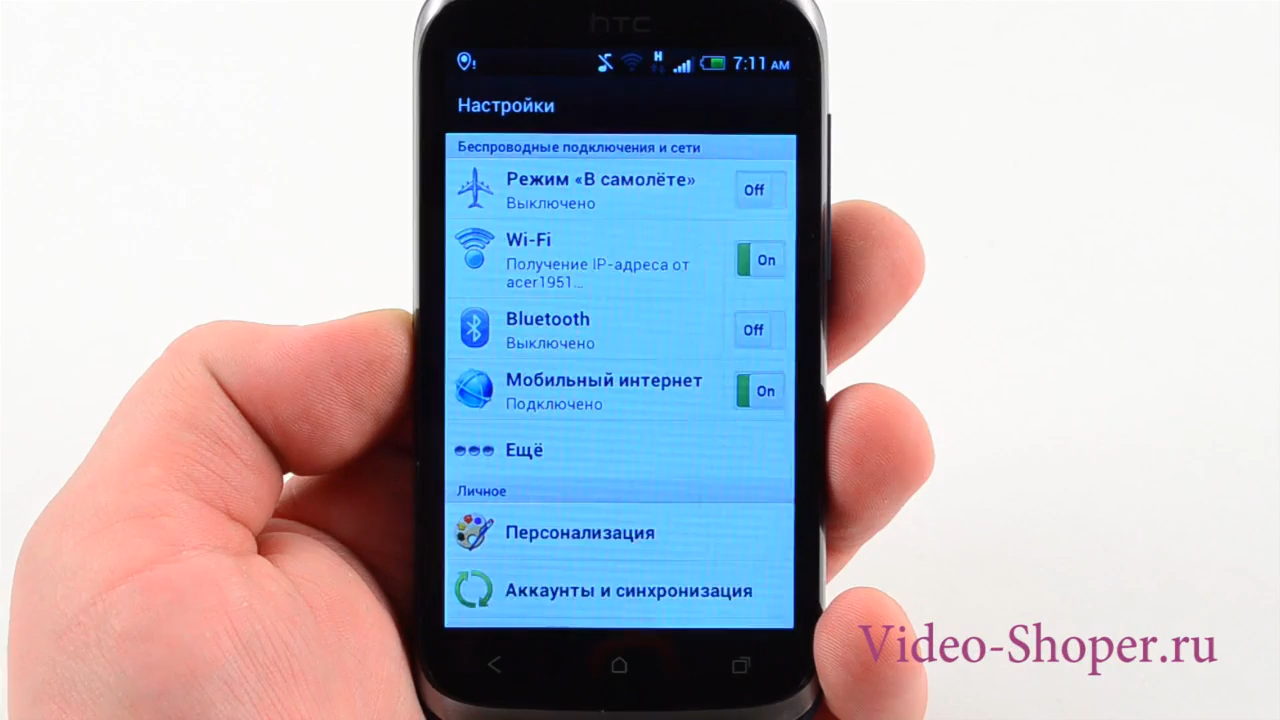 hTC
H
7:11 AM
Настройки
Беспроводные подключения и сети
Режим «В самолёте»
Выключено
Off
Wi-Fi
Получение IP-адреса от
acer1951...
On
Bluetooth
Выключено
Off
Мобильный интернет
Подключено
On
Ещё
Личное
Персонализация
Аккаунты и синхронизация
Video-Shoper.ru